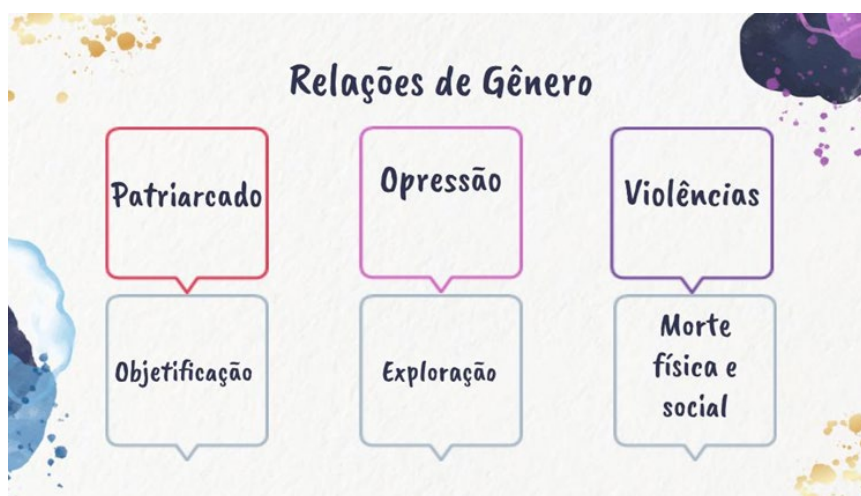 Relações de Gênero
Patriarcado
Opressão
Violências
Objetificação
Exploração
Morte
física e
social